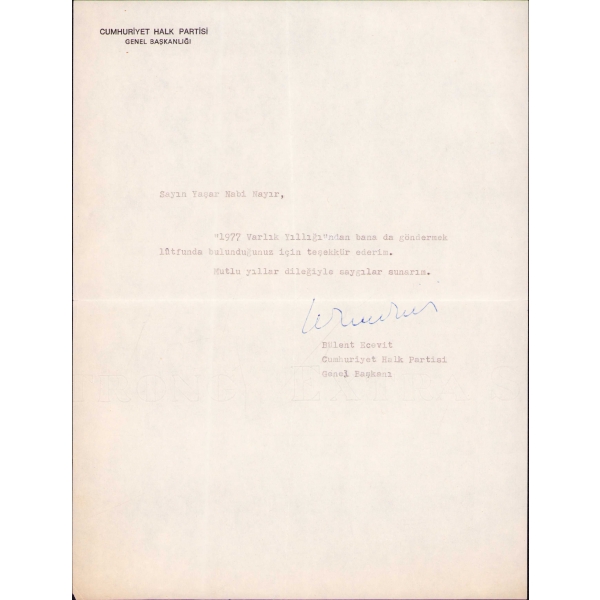 CUMHURİYET HALK PARTİSİ
GENEL BAŞKANLIĞI
Sayın Yaşar Nabi Nayır,
"1977 Varlık Yıllığı"ndan bana da göndermek
lûtfunda bulunduğunuz için teşekkür ederim.
Mutlu yıllar dileğiyle saygılar sunarım.
Bülent Ecevit
Cumhuriyet Halk Partisi
Genel Başkanı